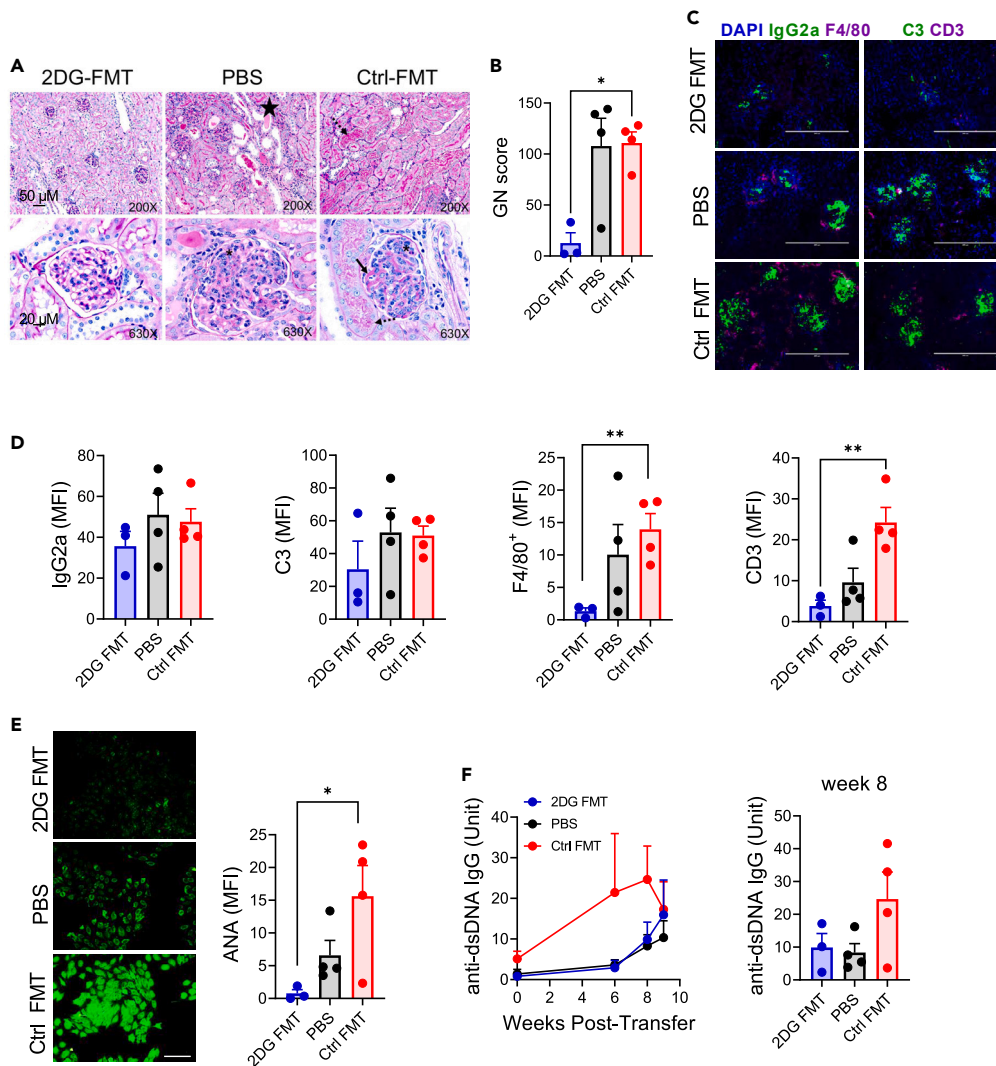 A
2DG-FMT PBS Ctrl-FMT
50 µM
200X
200X
200X
*
*
20 µM
630X
630X
630X
B
*
GN score
150
100
50
0
2DG FMT
PBS
Ctrl FMT
C
DAPI IgG2a F4/80 C3 CD3
2DG FMT
PBS
Ctrl FMT
D
IgG2a (MFI)
80
60
40
20
0
2DG FMT
PBS
Ctrl FMT
C3 (MFI)
100
80
60
40
20
0
2DG FMT
PBS
Ctrl FMT
**
F4/80+ (MFI)
25
20
15
10
5
0
2DG FMT
PBS
Ctrl FMT
**
CD3 (MFI)
40
30
20
10
0
2DG FMT
PBS
Ctrl FMT
E
2DG FMT
PBS
Ctrl FMT
*
ANA (MFI)
25
20
15
10
5
0
2DG FMT
PBS
Ctrl FMT
F
2DG FMT
PBS
Ctrl FMT
anti-dsDNA IgG (Unit)
40
30
20
10
0
0 2 4 6 8 10
Weeks Post-Transfer
week 8
anti-dsDNA IgG (Unit)
50
40
30
20
10
0
2DG FMT
PBS
Ctrl FMT